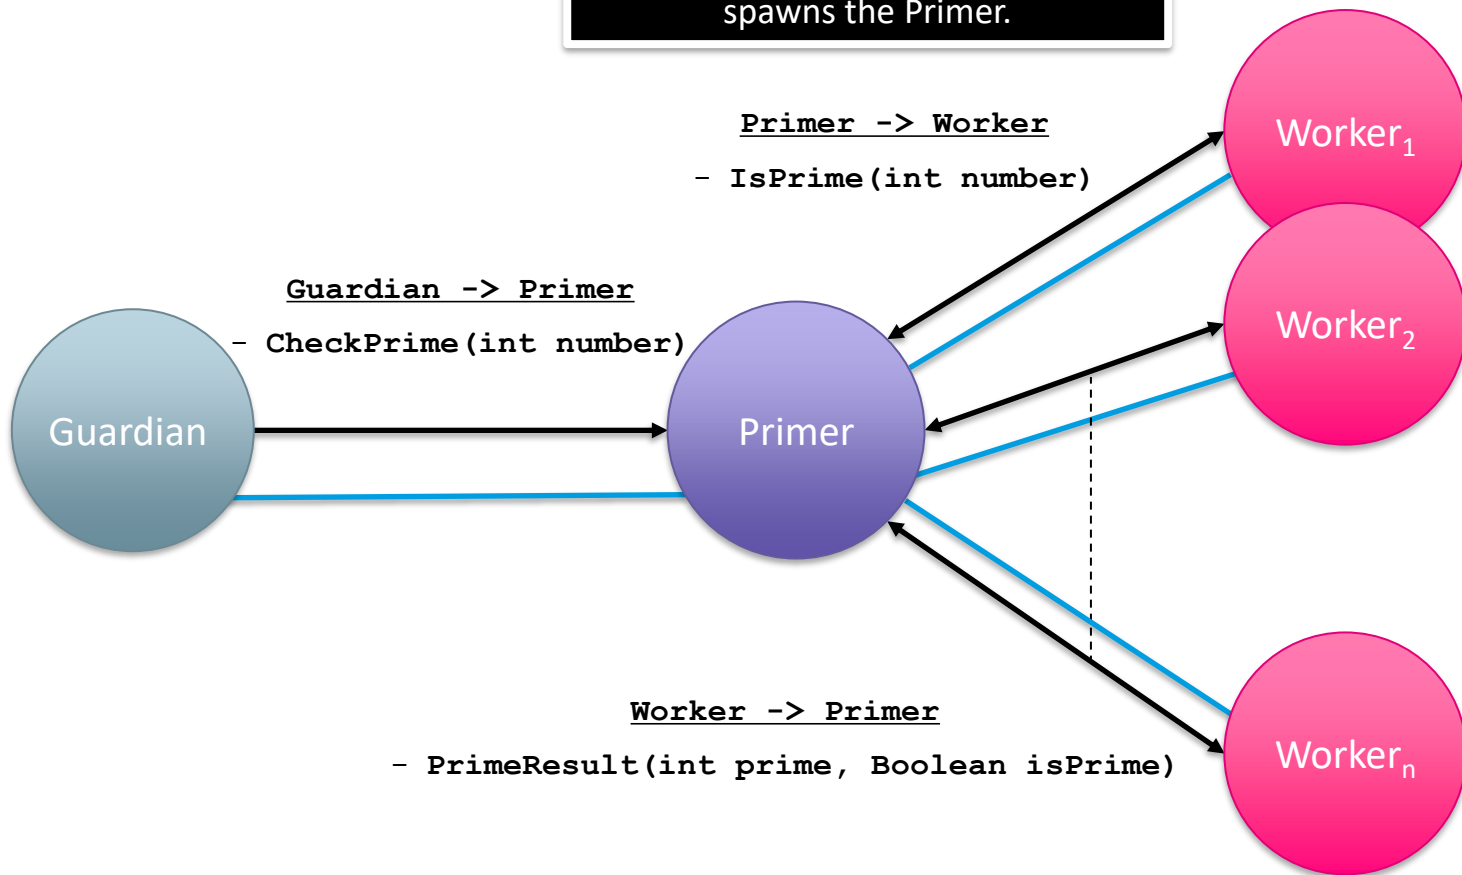 spawns the Primer.
Primer -> Worker
- IsPrime(int number)
Worker₁
Guardian -> Primer
- CheckPrime(int number)
Worker₂
Guardian
Primer
Worker -> Primer
- PrimeResult(int prime, Boolean isPrime)
Workerₙ